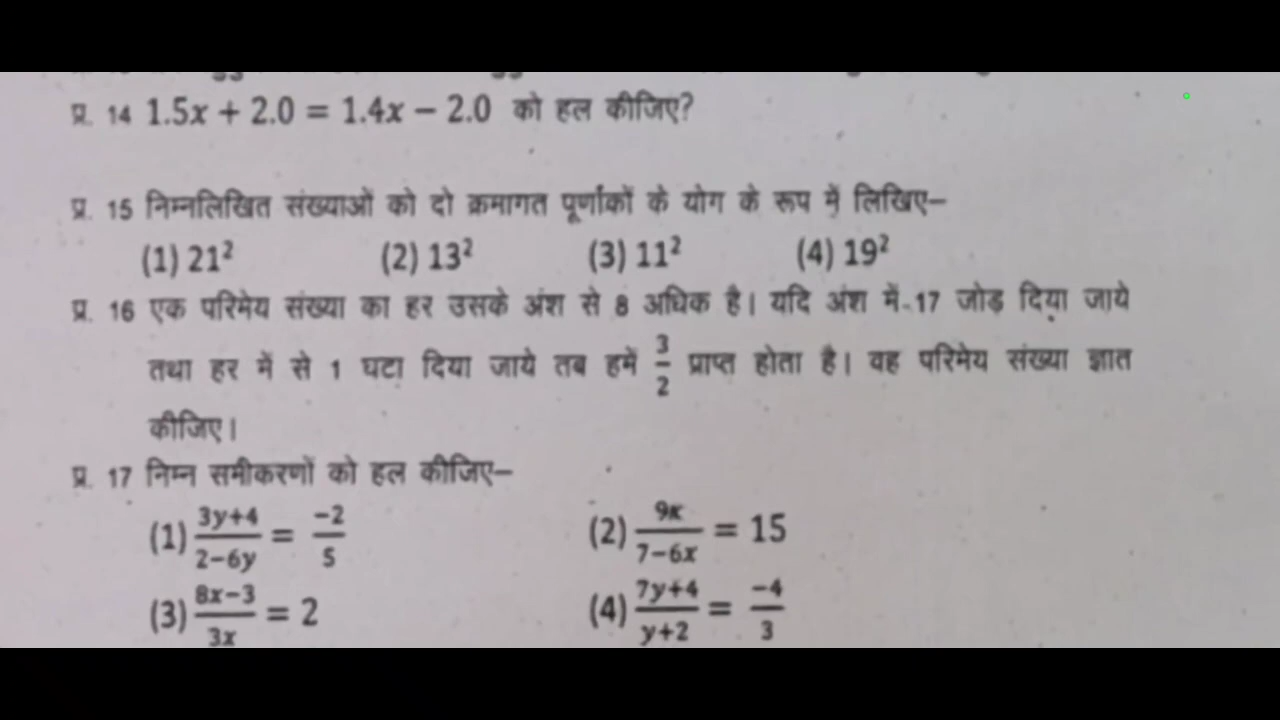 प्र. 14 1.5x + 2.0 = 1.4x − 2.0 को हल कीजिए?
प्र. 15 निम्नलिखित संख्याओं को दो क्रमागत पूर्णांकों के योग के रूप में लिखिए–
(1) 21² (2) 13² (3) 11² (4) 19²
प्र. 16 एक परिमेय संख्या का हर उसके अंश से 8 अधिक है। यदि अंश में 17 जोड़ दिया जाये
तथा हर में से 1 घटा दिया जाये तब हमें 3/2 प्राप्त होता है। वह परिमेय संख्या ज्ञात
कीजिए।
प्र. 17 निम्न समीकरणों को हल कीजिए–
(1) (3y+4)/(2−6y) = −2/5 (2) 9x/(7−6x) = 15
(3) (8x−3)/3x = 2 (4) (7y+4)/(y+2) = −4/3